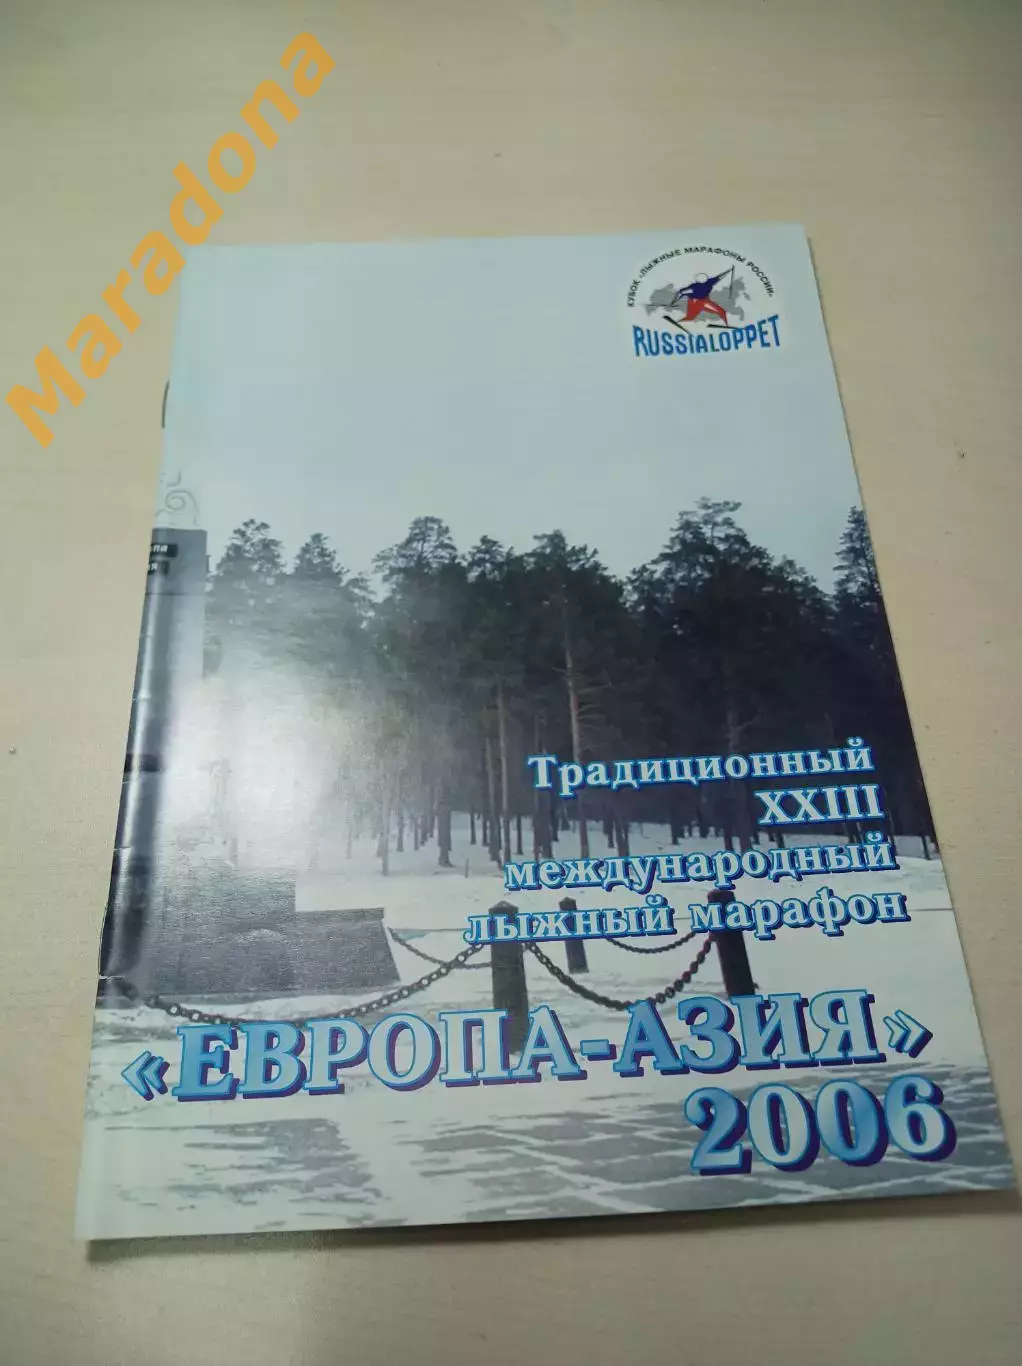 Maradona
КУБОК «ЛЫЖНЫЕ МАРАФОНЫ РОССИИ»
RUSSIALOPPET
Традиционный
XXIII
международный
лыжный марафон
«ЕВРОПА-АЗИЯ»
2006